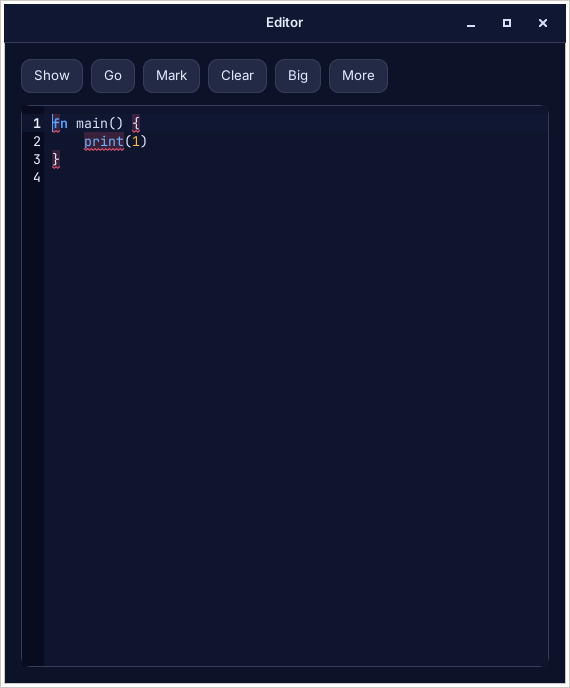 Editor
Show Go Mark Clear Big More
1 fn main() {
2     print(1)
3 }
4